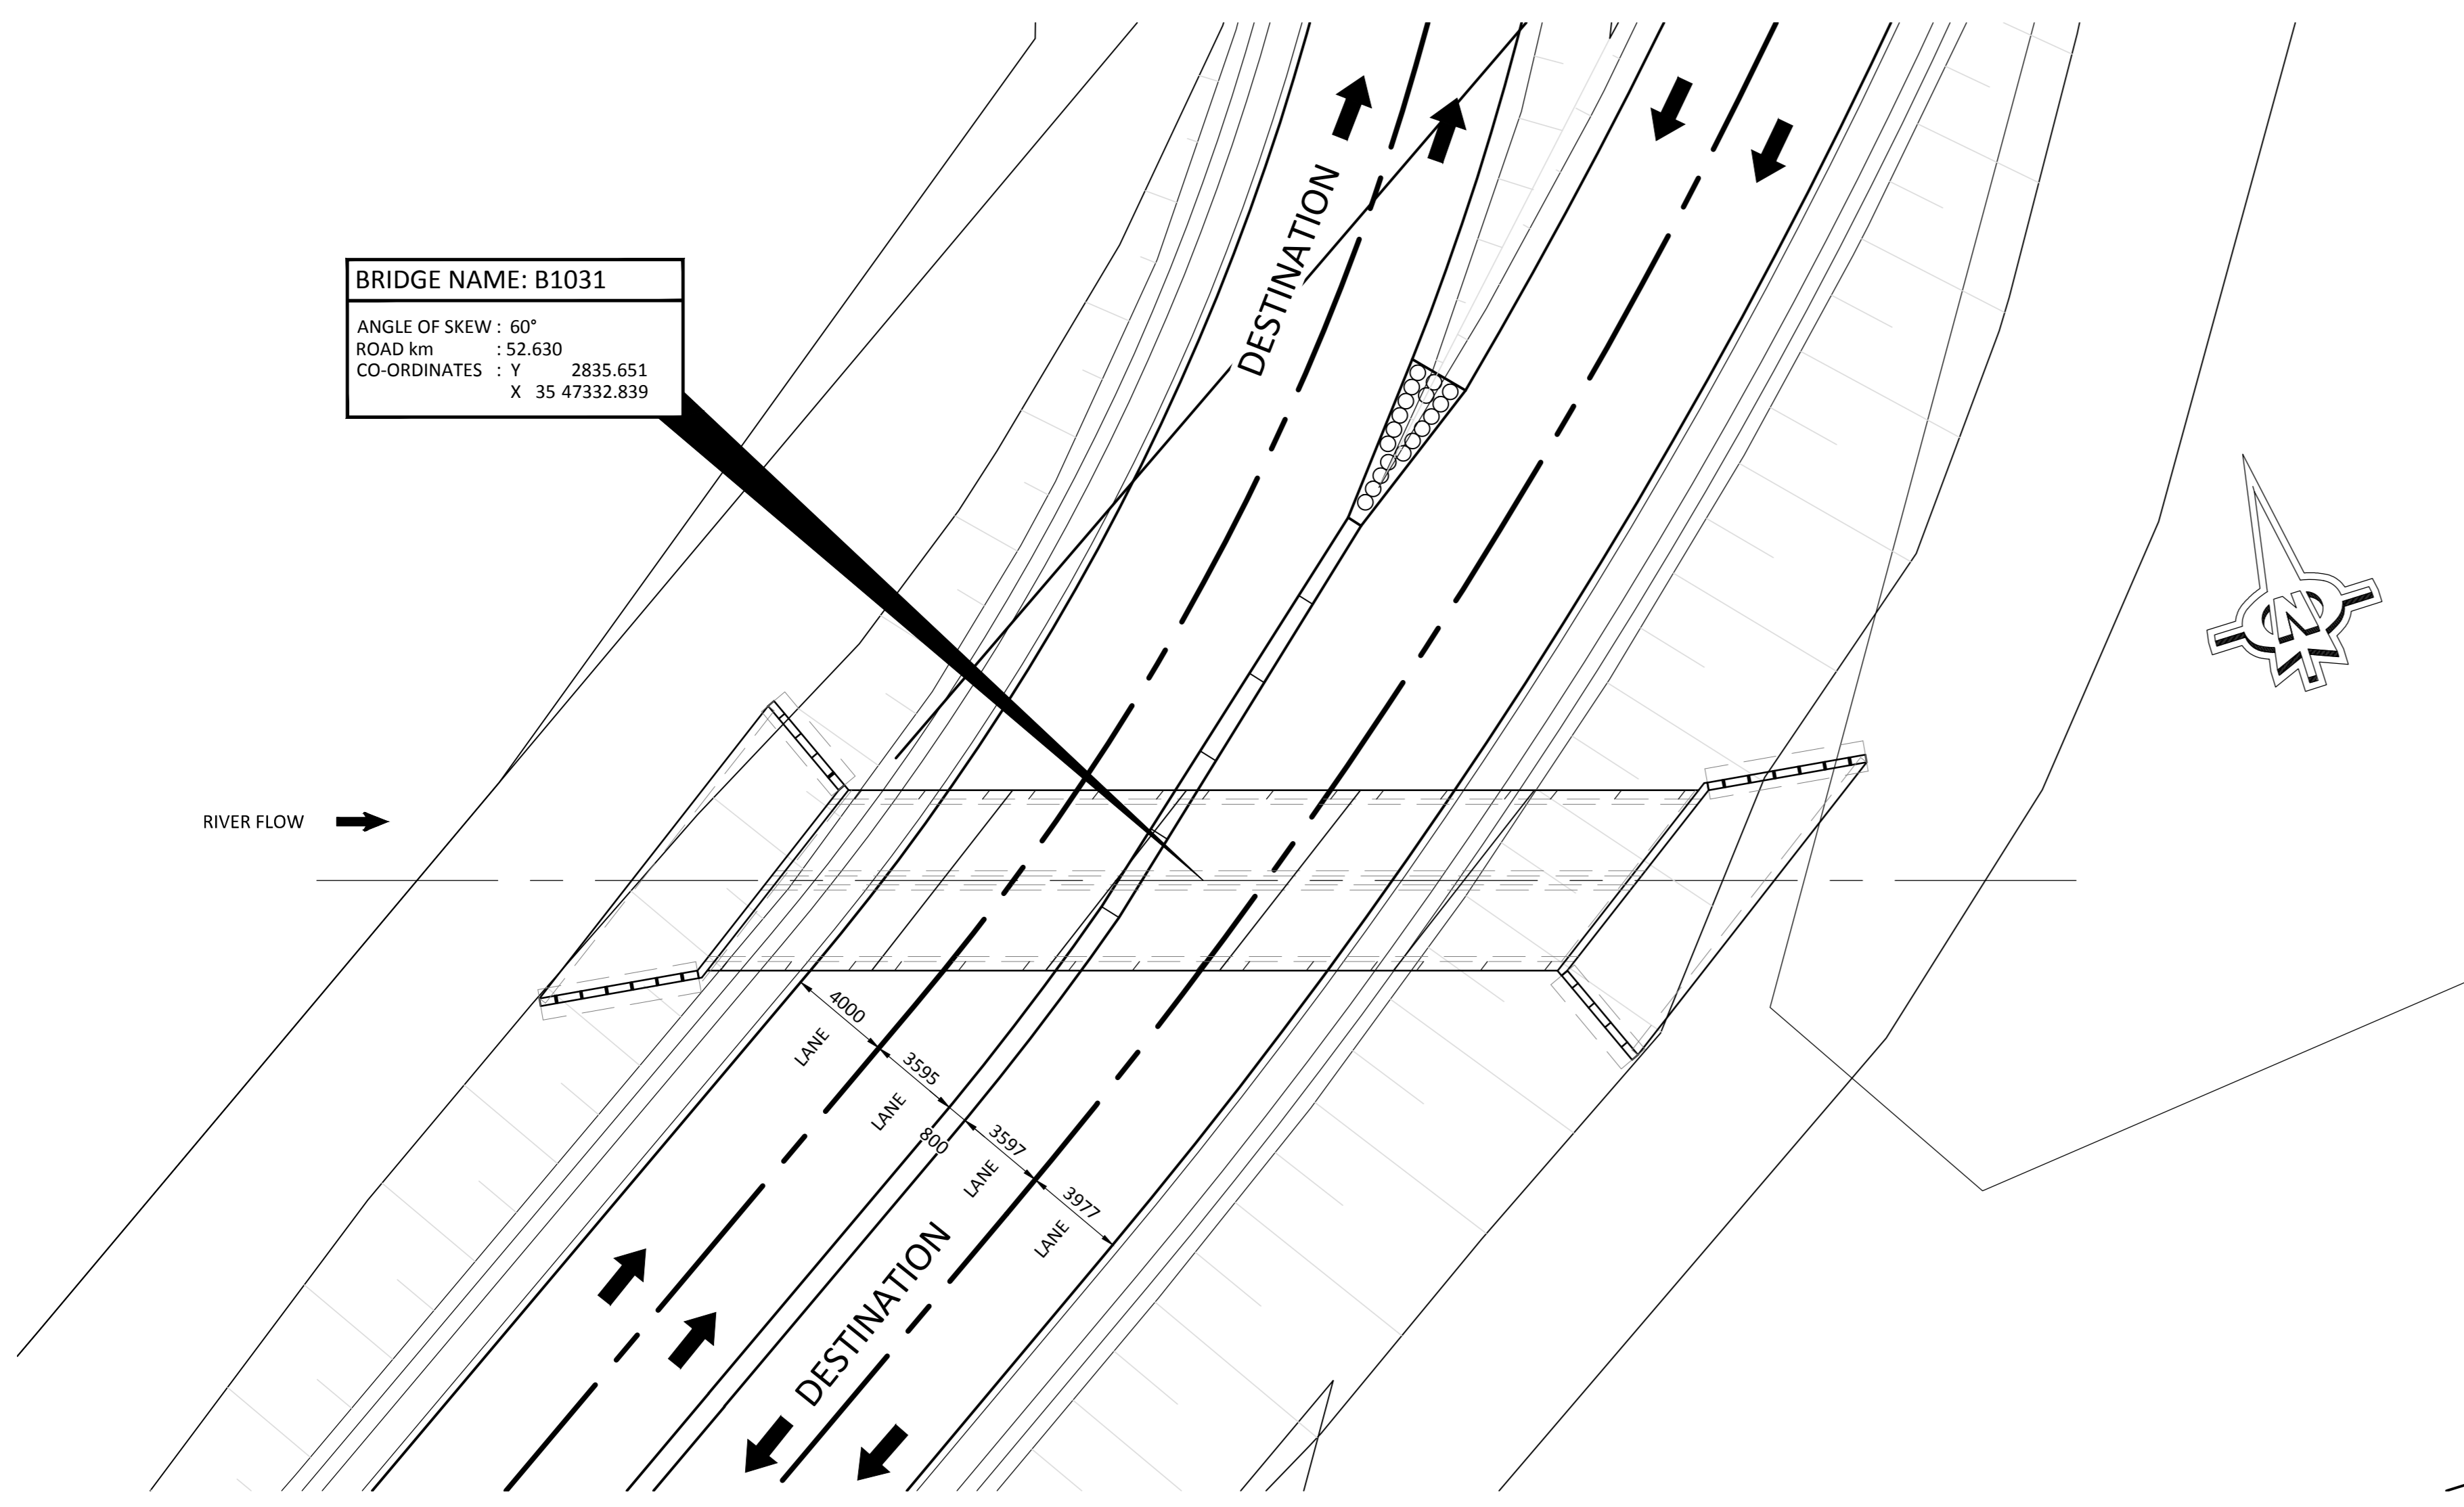 BRIDGE NAME: B1031
ANGLE OF SKEW : 60°
ROAD km : 52.630
CO-ORDINATES : Y 2835.651
X 35 47332.839
DESTINATION
N
RIVER FLOW
4000
LANE
3595
LANE
800
3597
LANE
3977
LANE
DESTINATION